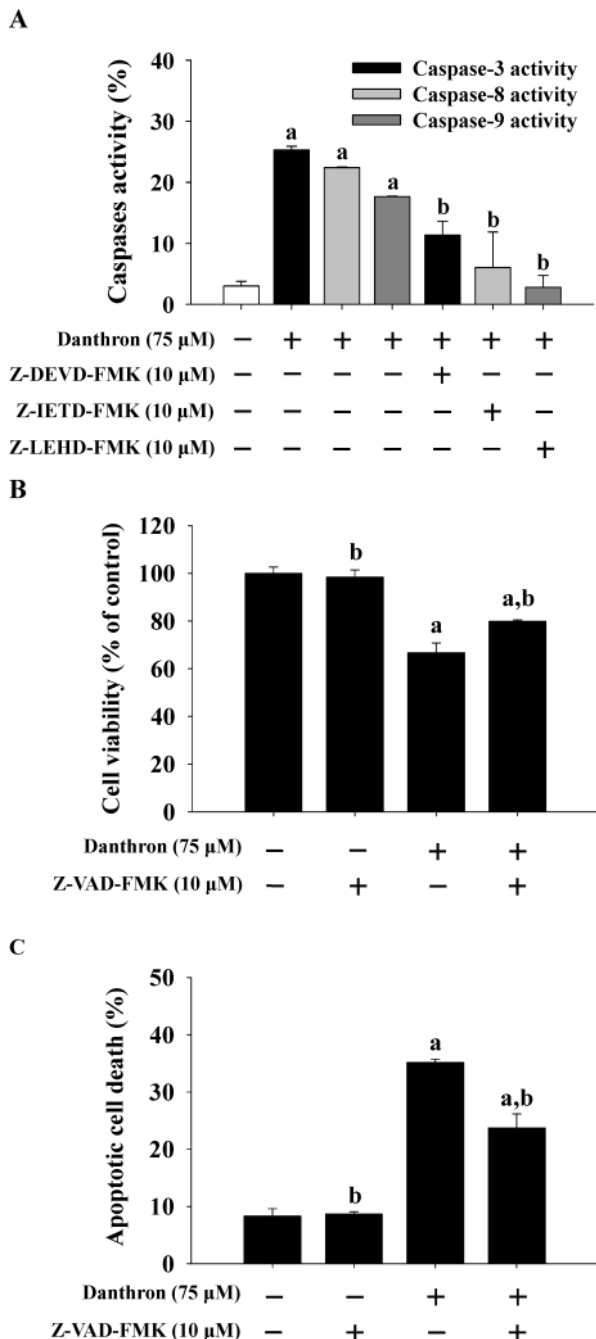 A
Caspases activity (%)
40
30
20
10
0
Caspase-3 activity
Caspase-8 activity
Caspase-9 activity
a
a
a
b
b
b
Danthron (75 μM) − + + + + + +
Z-DEVD-FMK (10 μM) − − − − + − −
Z-IETD-FMK (10 μM) − − − − − + −
Z-LEHD-FMK (10 μM) − − − − − − +
B
Cell viability (% of control)
120
100
80
60
40
20
0
b
a
a,b
Danthron (75 μM) − − + +
Z-VAD-FMK (10 μM) − + − +
C
Apoptotic cell death (%)
50
40
30
20
10
0
b
a
a,b
Danthron (75 μM) − − + +
Z-VAD-FMK (10 μM) − + − +